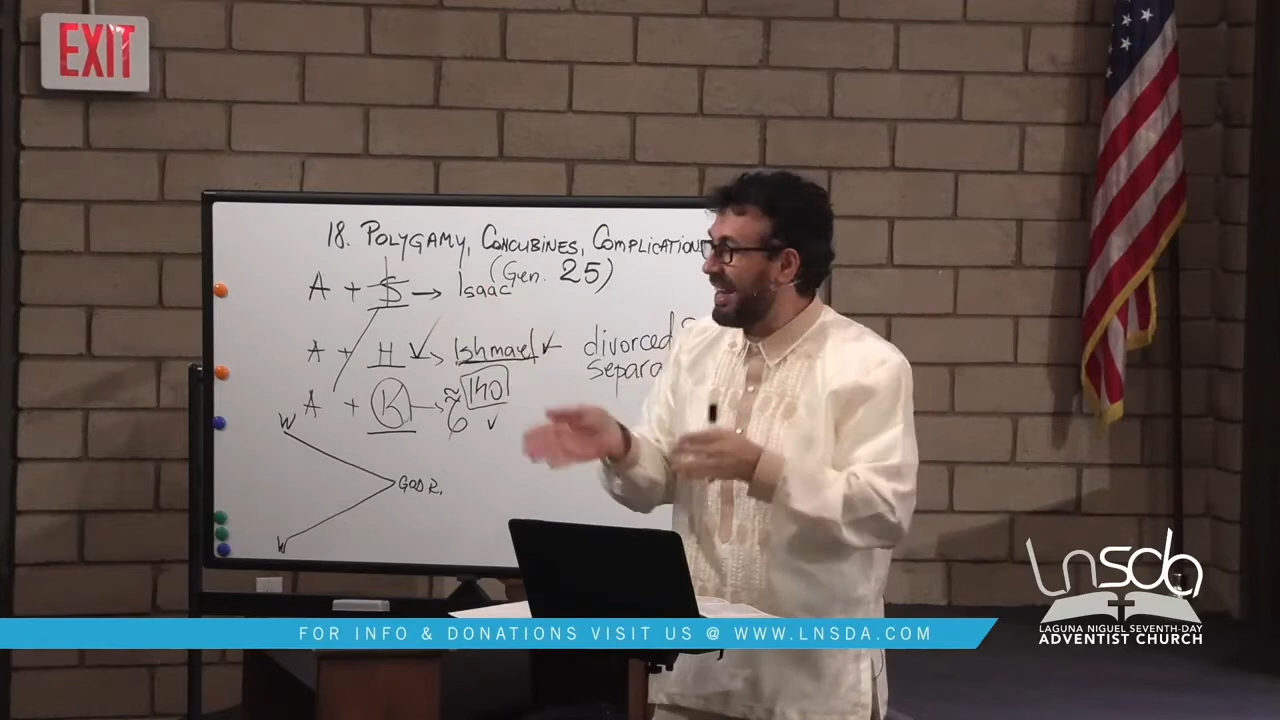 EXIT
18. POLYGAMY, CONCUBINES, COMPLICATION
(Gen. 25)
A + S → Isaac
A + H ✓ → Ishmael ✓ divorced
separa
A + K → ≈ 6 140
W
GOD R.
W
FOR INFO & DONATIONS VISIT US @ WWW.LNSDA.COM
Lnsda
LAGUNA NIGUEL SEVENTH-DAY
ADVENTIST CHURCH